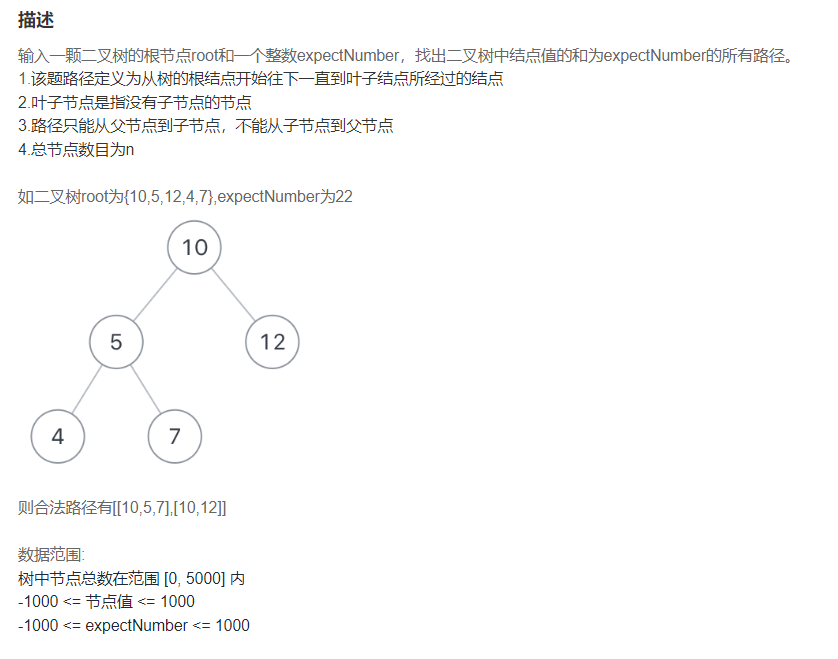 描述
输入一颗二叉树的根节点root和一个整数expectNumber，找出二叉树中结点值的和为expectNumber的所有路径。
1.该题路径定义为从树的根结点开始往下一直到叶子结点所经过的结点
2.叶子节点是指没有子节点的节点
3.路径只能从父节点到子节点，不能从子节点到父节点
4.总节点数目为n
如二叉树root为{10,5,12,4,7},expectNumber为22
10
5
12
4
7
则合法路径有[[10,5,7],[10,12]]
数据范围:
树中节点总数在范围 [0, 5000] 内
-1000 <= 节点值 <= 1000
-1000 <= expectNumber <= 1000